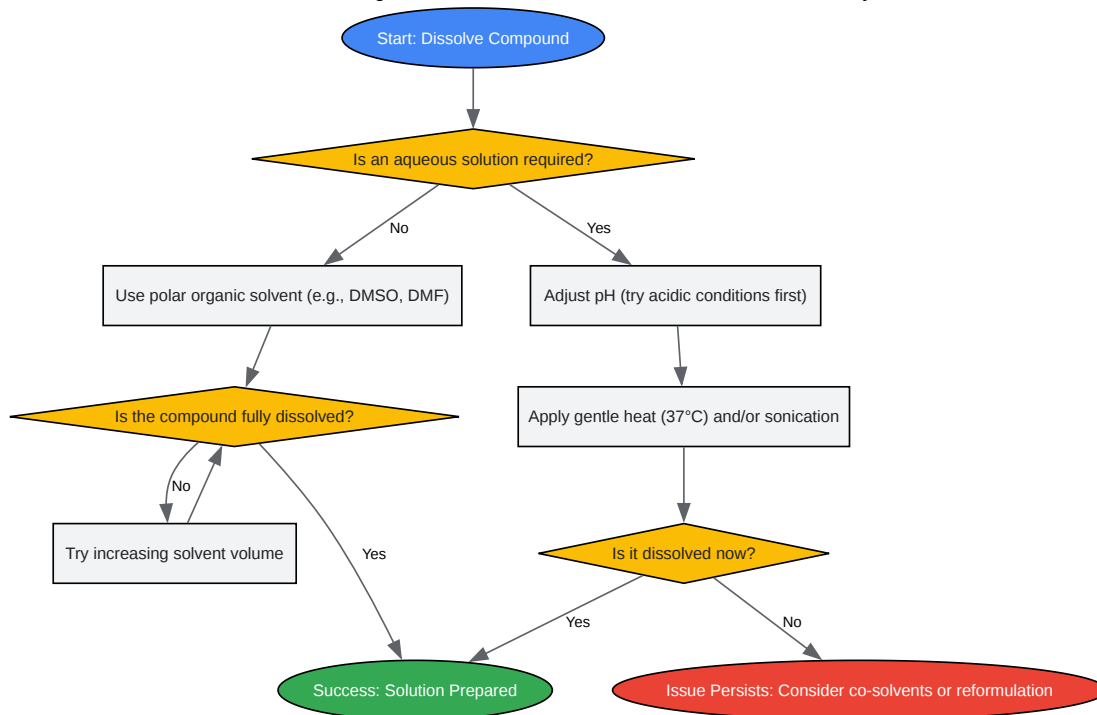 Start: Dissolve Compound
Is an aqueous solution required?
No
Yes
Use polar organic solvent (e.g., DMSO, DMF)
Adjust pH (try acidic conditions first)
Is the compound fully dissolved?
Apply gentle heat (37°C) and/or sonication
No
Try increasing solvent volume
Yes
Is it dissolved now?
Yes
No
Success: Solution Prepared
Issue Persists: Consider co-solvents or reformulation